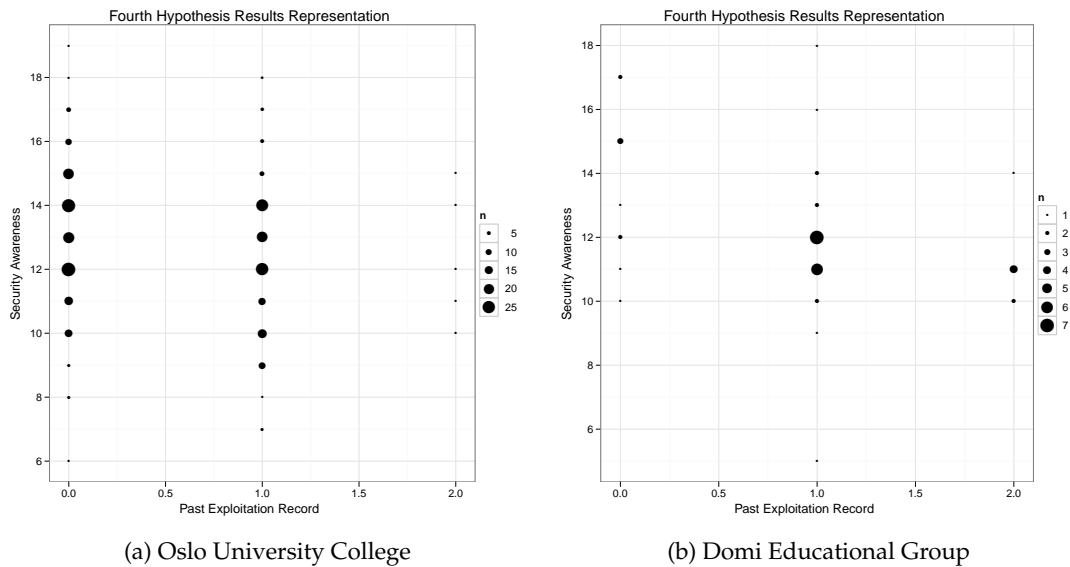 Fourth Hypothesis Results Representation
Security Awareness
18
16
14
12
10
8
6
0.0 0.5 1.0 1.5 2.0
Past Exploitation Record
n
5
10
15
20
25
(a) Oslo University College
Fourth Hypothesis Results Representation
Security Awareness
18
16
14
12
10
8
6
0.0 0.5 1.0 1.5 2.0
Past Exploitation Record
n
1
2
3
4
5
6
7
(b) Domi Educational Group